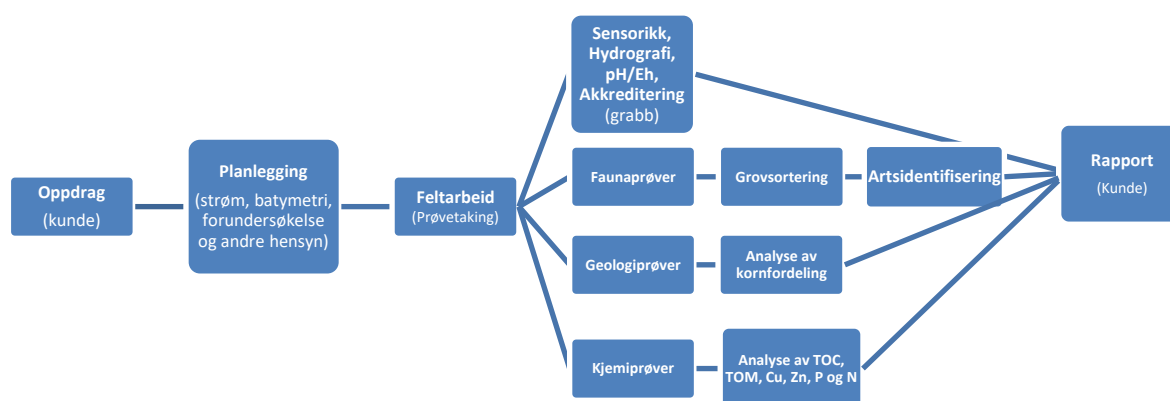 Oppdrag
(kunde)
Planlegging
(strøm, batymetri,
forundersøkelse
og andre hensyn)
Feltarbeid
(Prøvetaking)
Sensorikk,
Hydrografi,
pH/Eh,
Akkreditering
(grabb)
Faunaprøver
Grovsortering
Artsidentifisering
Geologiprøver
Analyse av
kornfordeling
Kjemiprøver
Analyse av TOC,
TOM, Cu, Zn, P og N
Rapport
(Kunde)